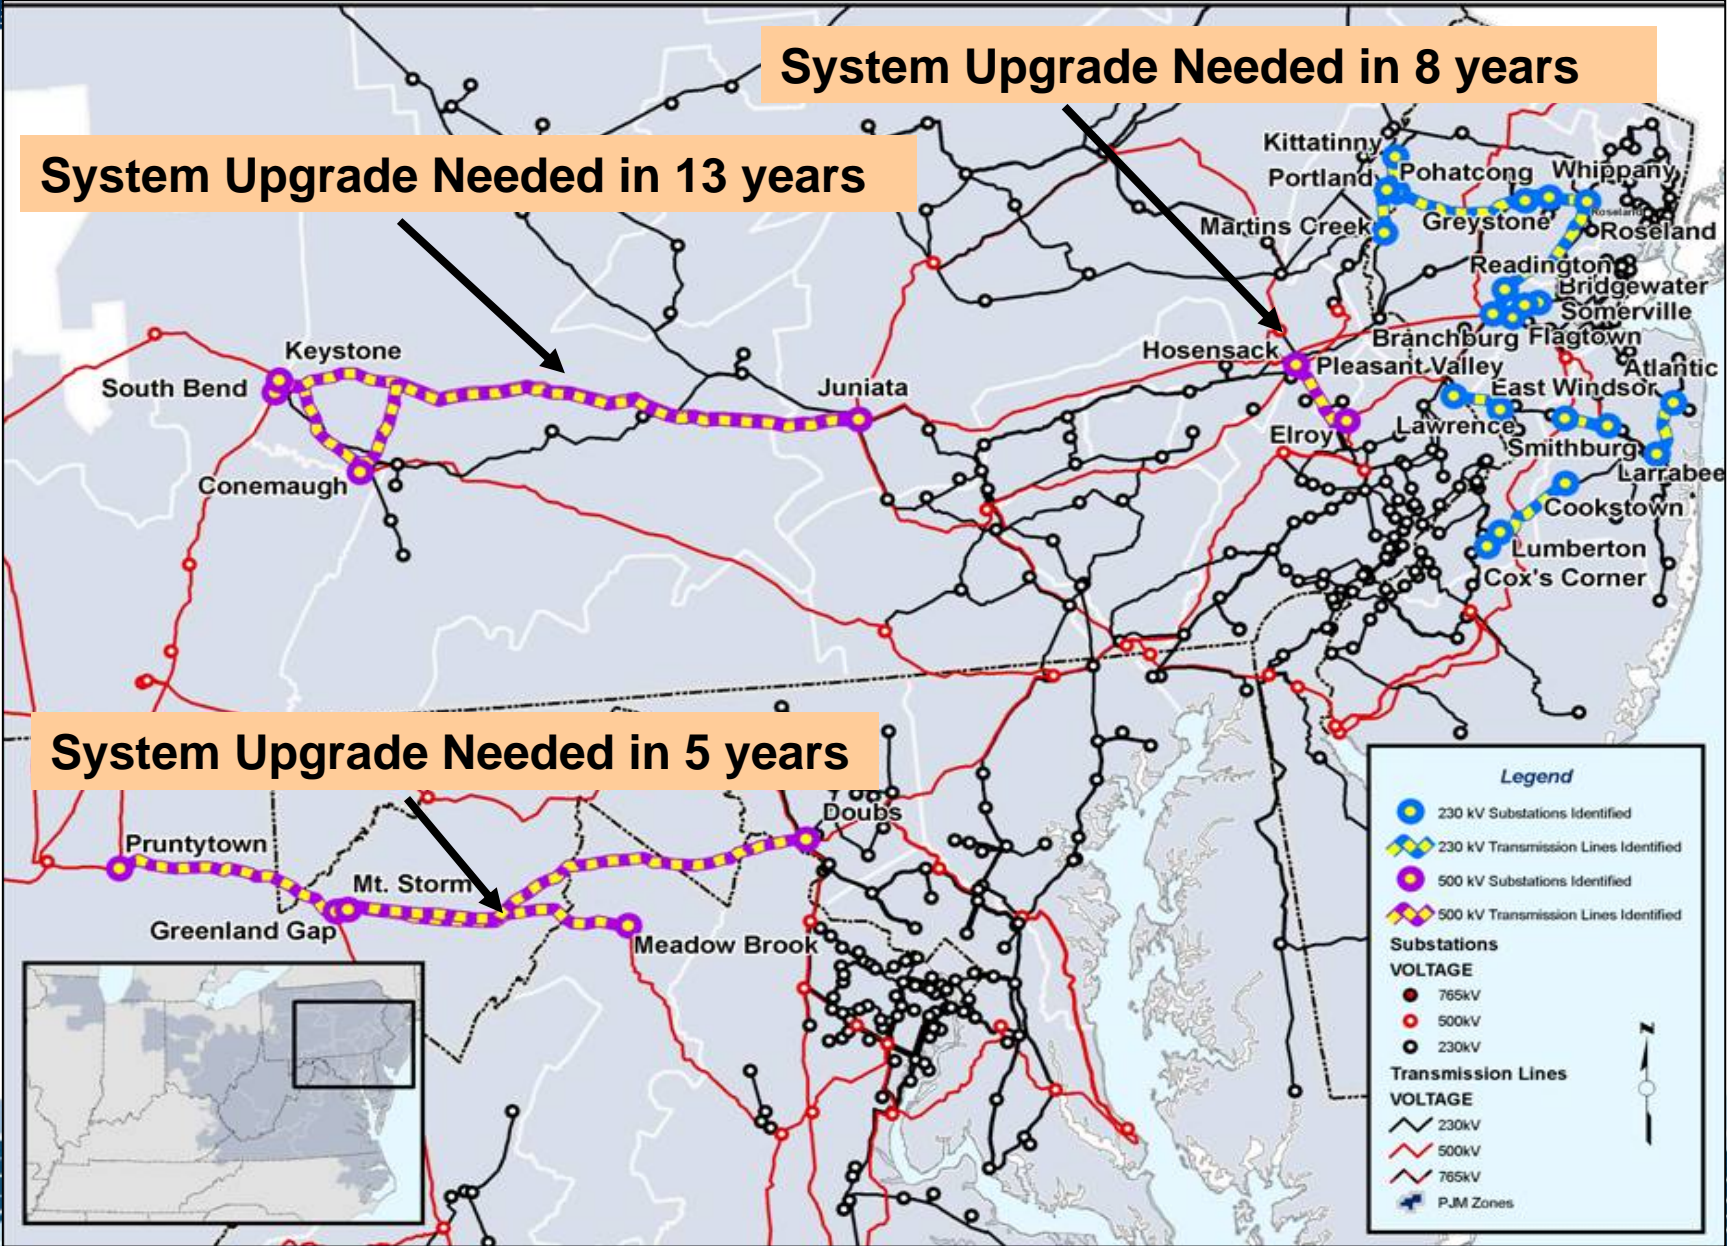 System Upgrade Needed in 8 years
System Upgrade Needed in 13 years
Kittatinny
Portland
Pohatcong
Whippany
Martins Creek
Greystone
Roseland
Roseland
Readington
Bridgewater
Somerville
Branchburg
Flagtown
Keystone
South Bend
Juniata
Hosensack
Pleasant Valley
Atlantic
East Windsor
Elroy
Lawrence
Smithburg
Larrabee
Conemaugh
Cookstown
Lumberton
Cox's Corner
System Upgrade Needed in 5 years
Doubs
Pruntytown
Mt. Storm
Greenland Gap
Meadow Brook
Legend
230 kV Substations Identified
230 kV Transmission Lines Identified
500 kV Substations Identified
500 kV Transmission Lines Identified
Substations
VOLTAGE
765kV
500kV
230kV
Transmission Lines
VOLTAGE
230kV
500kV
765kV
PJM Zones
N